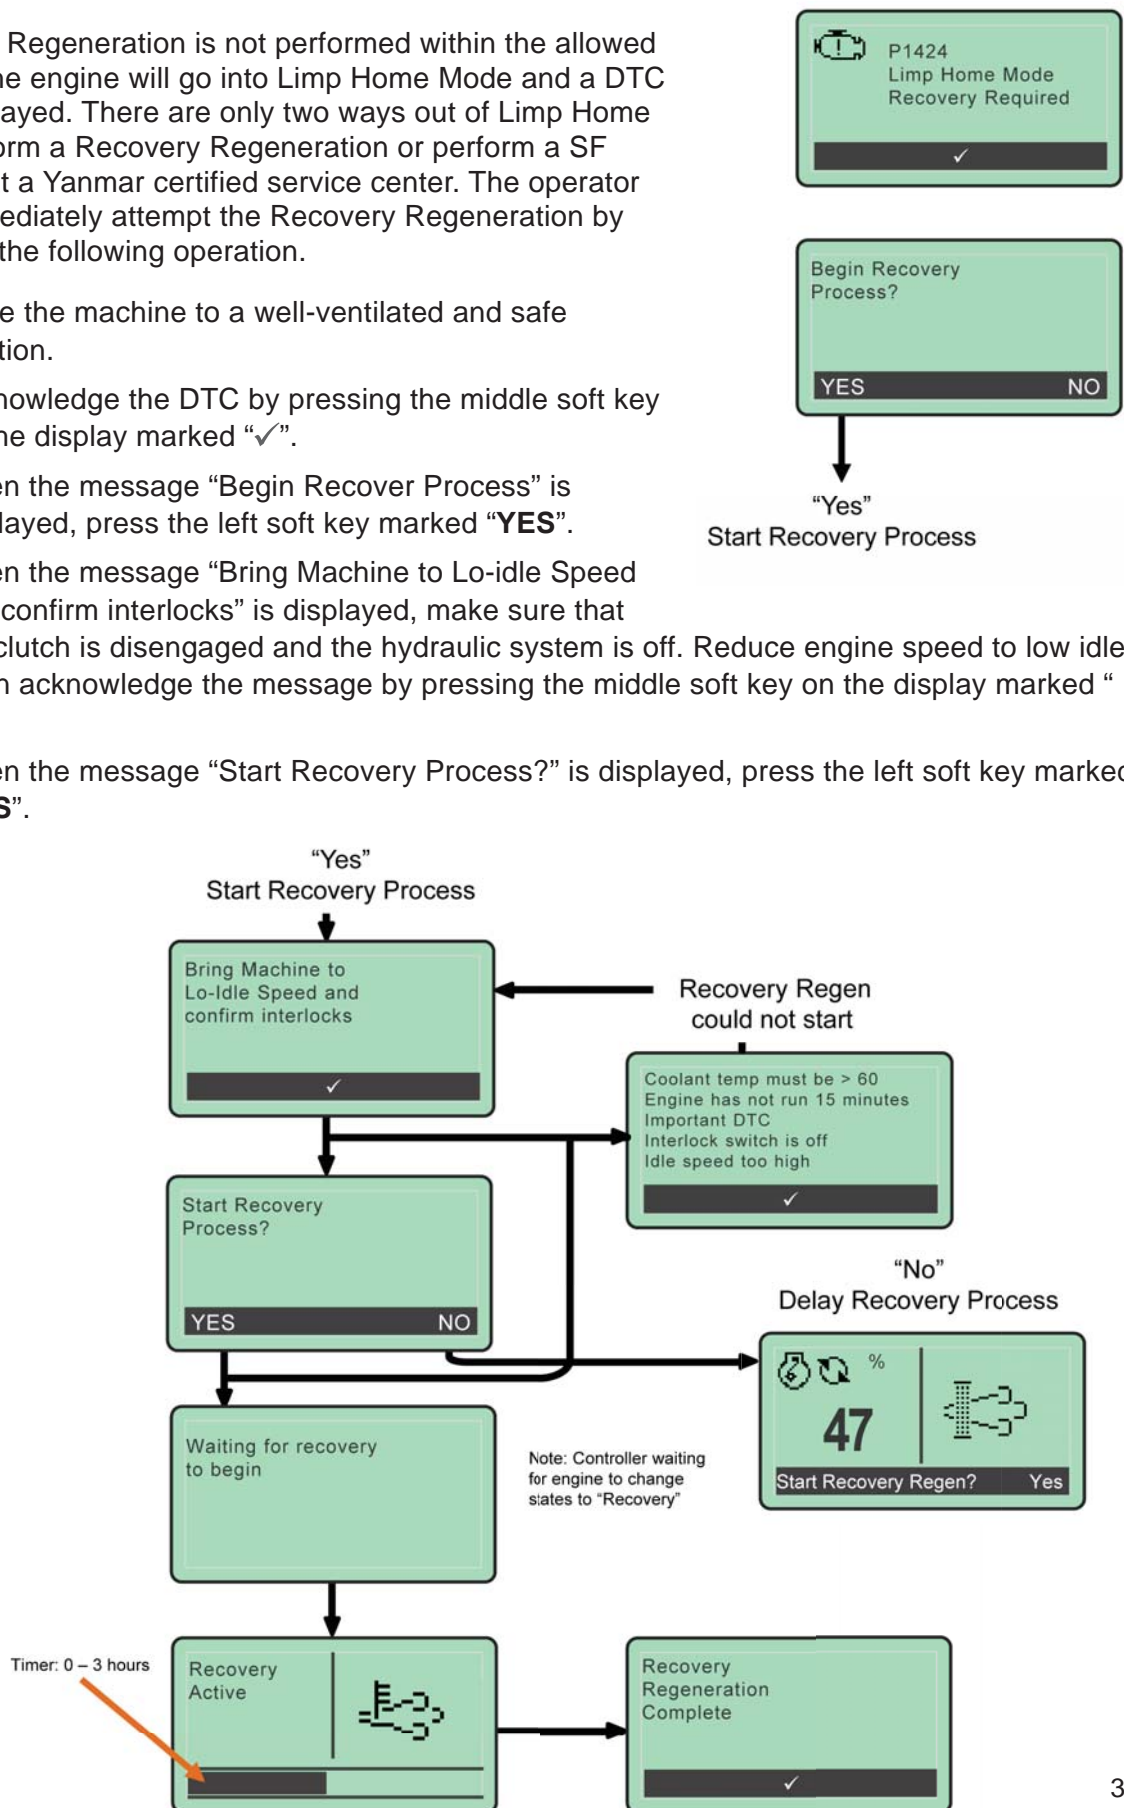 Regeneration is not performed within the allowed
ne engine will go into Limp Home Mode and a DTC
ayed. There are only two ways out of Limp Home
orm a Recovery Regeneration or perform a SF
t a Yanmar certified service center. The operator
nediately attempt the Recovery Regeneration by
the following operation.
P1424
Limp Home Mode
Recovery Required
✓
Begin Recovery
Process?
YES NO
"Yes"
Start Recovery Process
e the machine to a well-ventilated and safe
tion.
nowledge the DTC by pressing the middle soft key
ne display marked “✓”.
en the message “Begin Recover Process” is
played, press the left soft key marked “YES”.
en the message “Bring Machine to Lo-idle Speed
confirm interlocks” is displayed, make sure that
clutch is disengaged and the hydraulic system is off. Reduce engine speed to low idle
n acknowledge the message by pressing the middle soft key on the display marked “
en the message “Start Recovery Process?” is displayed, press the left soft key marked
S”.
“Yes”
Start Recovery Process
Bring Machine to
Lo-Idle Speed and
confirm interlocks
✓
Recovery Regen
could not start
Coolant temp must be > 60
Engine has not run 15 minutes
Important DTC
Interlock switch is off
Idle speed too high
✓
Start Recovery
Process?
YES NO
“No”
Delay Recovery Process
%
47
Start Recovery Regen? Yes
Waiting for recovery
to begin
Note: Controller waiting
for engine to change
states to “Recovery”
Timer: 0 – 3 hours
Recovery
Active
Recovery
Regeneration
Complete
✓
3